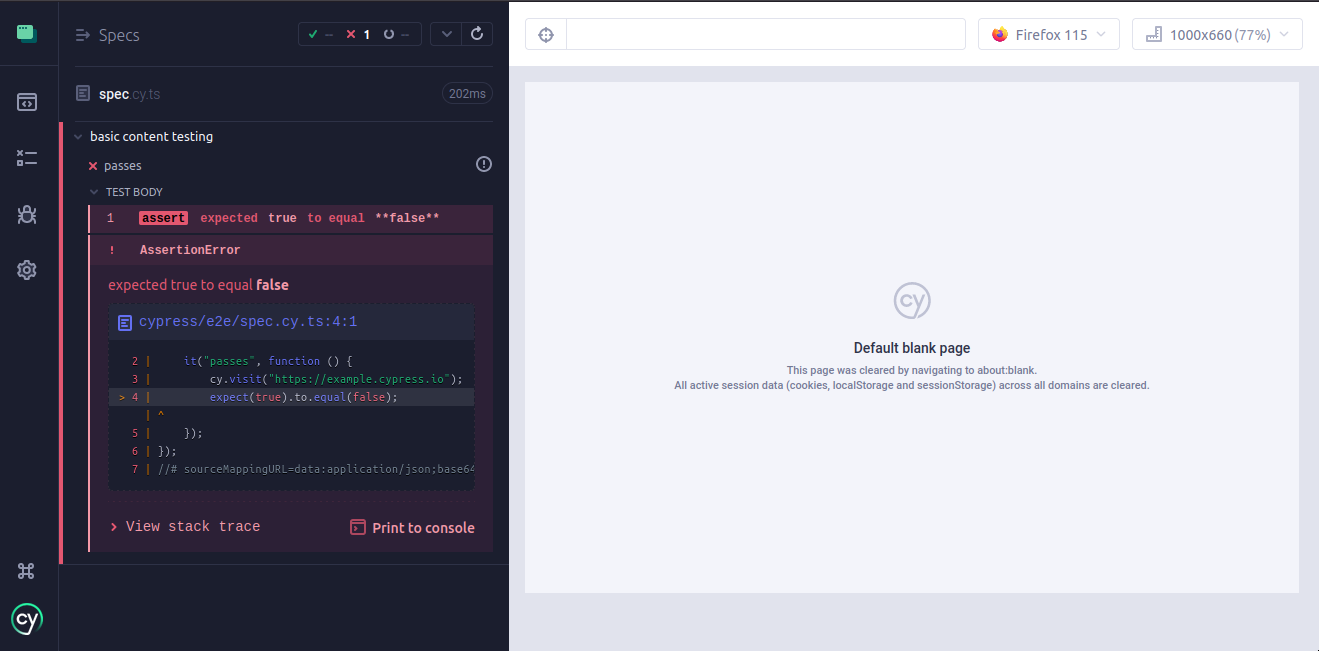 Specs
-- 1 --
spec.cy.ts
202ms
basic content testing
passes
TEST BODY
1 assert expected true to equal **false**
! AssertionError
expected true to equal false
cypress/e2e/spec.cy.ts:4:1
2 | it("passes", function () {
3 | cy.visit("https://example.cypress.io");
> 4 | expect(true).to.equal(false);
| ^
5 | });
6 | });
7 | //# sourceMappingURL=data:application/json;base64
View stack trace
Print to console
cy
Firefox 115
1000x660 (77%)
cy
Default blank page
This page was cleared by navigating to about:blank.
All active session data (cookies, localStorage and sessionStorage) across all domains are cleared.